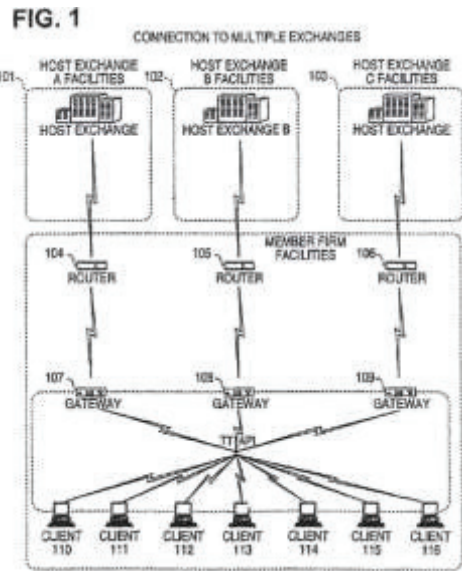 FIG. 1
CONNECTION TO MULTIPLE EXCHANGES
HOST EXCHANGE
A FACILITIES
HOST EXCHANGE
B FACILITIES
HOST EXCHANGE
C FACILITIES
101
102
103
HOST EXCHANGE
HOST EXCHANGE B
HOST EXCHANGE
MEMBER FIRM
FACILITIES
104
105
106
ROUTER
ROUTER
ROUTER
107
108
109
GATEWAY
GATEWAY
GATEWAY
TT API
CLIENT
110
CLIENT
111
CLIENT
112
CLIENT
113
CLIENT
114
CLIENT
115
CLIENT
116